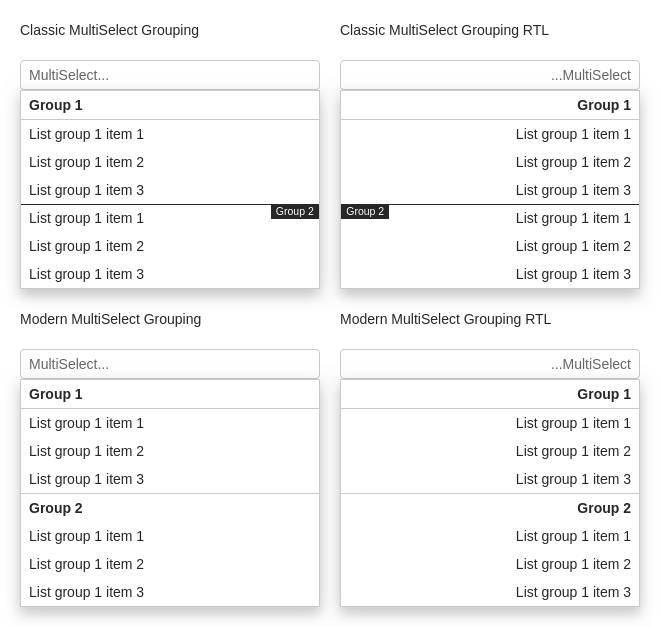 Classic MultiSelect Grouping
MultiSelect...
Group 1
List group 1 item 1
List group 1 item 2
List group 1 item 3
List group 1 item 1
Group 2
List group 1 item 2
List group 1 item 3
Classic MultiSelect Grouping RTL
...MultiSelect
Group 1
List group 1 item 1
List group 1 item 2
List group 1 item 3
Group 2
List group 1 item 1
List group 1 item 2
List group 1 item 3
Modern MultiSelect Grouping
MultiSelect...
Group 1
List group 1 item 1
List group 1 item 2
List group 1 item 3
Group 2
List group 1 item 1
List group 1 item 2
List group 1 item 3
Modern MultiSelect Grouping RTL
...MultiSelect
Group 1
List group 1 item 1
List group 1 item 2
List group 1 item 3
Group 2
List group 1 item 1
List group 1 item 2
List group 1 item 3